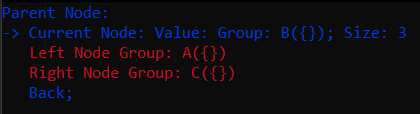 Parent Node:
-> Current Node: Value: Group: B({}); Size: 3
Left Node Group: A({})
Right Node Group: C({})
Back;